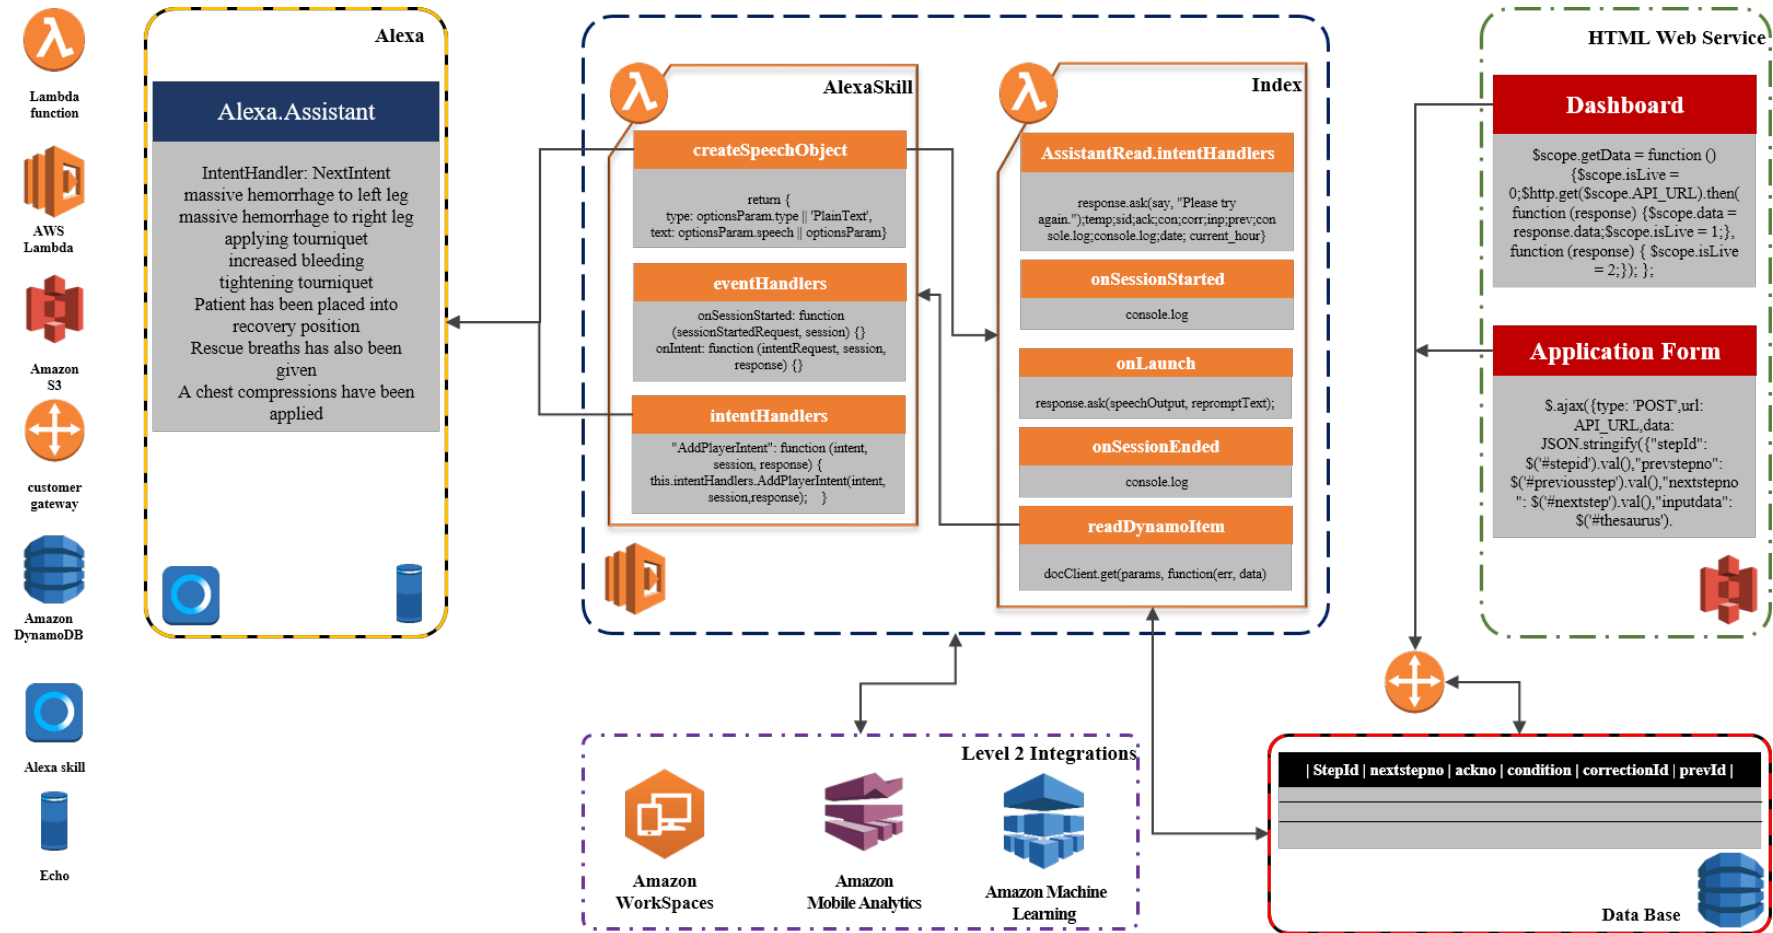 Lambda
function
AWS
Lambda
Amazon
S3
customer
gateway
Amazon
DynamoDB
Alexa skill
Echo
Alexa
Alexa.Assistant
IntentHandler: NextIntent
massive hemorrhage to left leg
massive hemorrhage to right leg
applying tourniquet
increased bleeding
tightening tourniquet
Patient has been placed into
recovery position
Rescue breaths has also been
given
A chest compressions have been
applied
AlexaSkill
createSpeechObject
return {
type: optionsParam.type || 'PlainText',
text: optionsParam.speech || optionsParam}
eventHandlers
onSessionStarted: function
(sessionStartedRequest, session) {}
onIntent: function (intentRequest, session,
response) {}
intentHandlers
"AddPlayerIntent": function (intent,
session, response) {
this.intentHandlers.AddPlayerIntent(intent,
session,response);    }
Index
AssistantRead.intentHandlers
response.ask(say, "Please try
again.");temp;sid;ack;con;corr;inp;prev;con
sole.log;console.log;date; current_hour}
onSessionStarted
console.log
onLaunch
response.ask(speechOutput, repromptText);
onSessionEnded
console.log
readDynamoItem
docClient.get(params, function(err, data)
HTML Web Service
Dashboard
$scope.getData = function ()
{$scope.isLive =
0;$http.get($scope.API_URL).then(
function (response) {$scope.data =
response.data;$scope.isLive = 1;},
function (response) { $scope.isLive
= 2;}); };
Application Form
$.ajax({type: 'POST',url:
API_URL,data:
JSON.stringify({"stepId":
$('#stepid').val(),"prevstepno":
$('#previousstep').val(),"nextstepno
": $('#nextstep').val(),"inputdata":
$('#thesaurus').
Level 2 Integrations
Amazon
WorkSpaces
Amazon
Mobile Analytics
Amazon Machine
Learning
| StepId | nextstepno | ackno | condition | correctionId | prevId |
Data Base